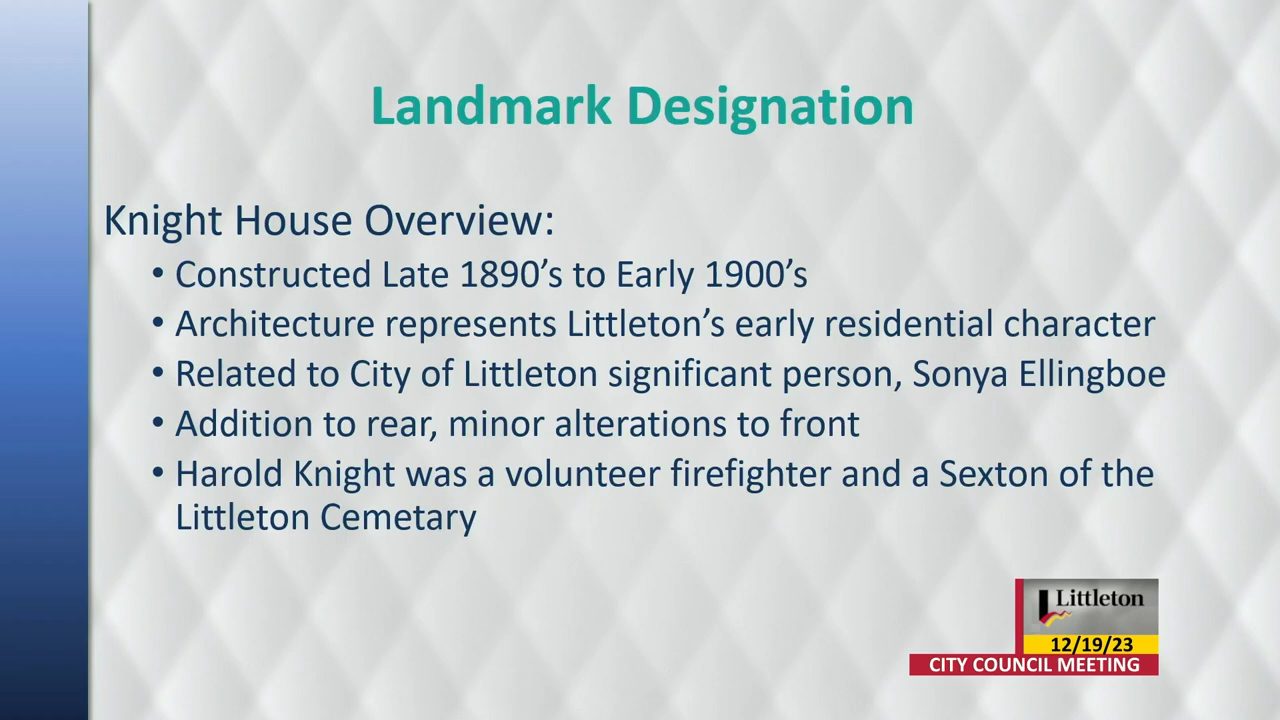 Landmark Designation
Knight House Overview:
• Constructed Late 1890’s to Early 1900’s
• Architecture represents Littleton’s early residential character
• Related to City of Littleton significant person, Sonya Ellingboe
• Addition to rear, minor alterations to front
• Harold Knight was a volunteer firefighter and a Sexton of the
Littleton Cemetary
Littleton
12/19/23
CITY COUNCIL MEETING